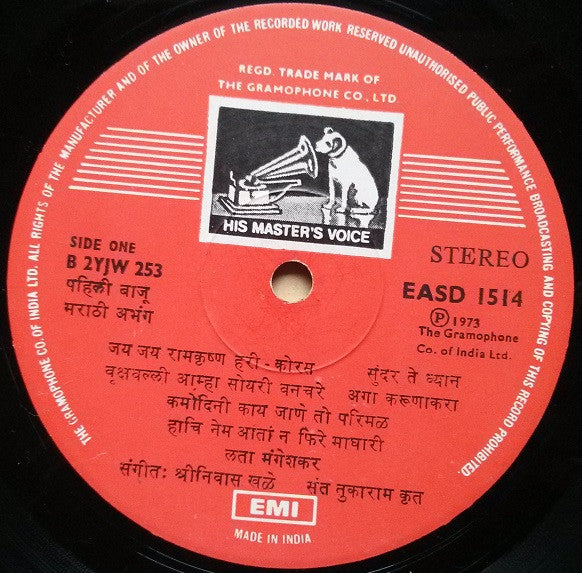 THE GRAMOPHONE CO. OF INDIA LTD. ALL RIGHTS OF THE MANUFACTURER AND OF THE OWNER OF THE RECORDED WORK RESERVED UNAUTHORISED PUBLIC PERFORMANCE BROADCASTING AND COPYING OF THIS RECORD PROHIBITED.
REGD. TRADE MARK OF
THE GRAMOPHONE CO., LTD.
HIS MASTER'S VOICE
SIDE ONE
B 2YJW 253
पहिली बाजू
मराठी अभंग
STEREO
EASD 1514
Ⓟ 1973
The Gramophone
Co. of India Ltd.
जय जय रामकृष्ण हरी - कोरस सुंदर ते ध्यान
वृक्षवल्ली आम्हा सोयरी वनचरे अगा करूणाकरा
कमोदिनी काय जाणे तो परिमळ
हाचि नेम आतां न फिरे माघारी
लता मंगेशकर
संगीतः श्रीनिवास खळे संत तुकाराम कृत
EMI
MADE IN INDIA